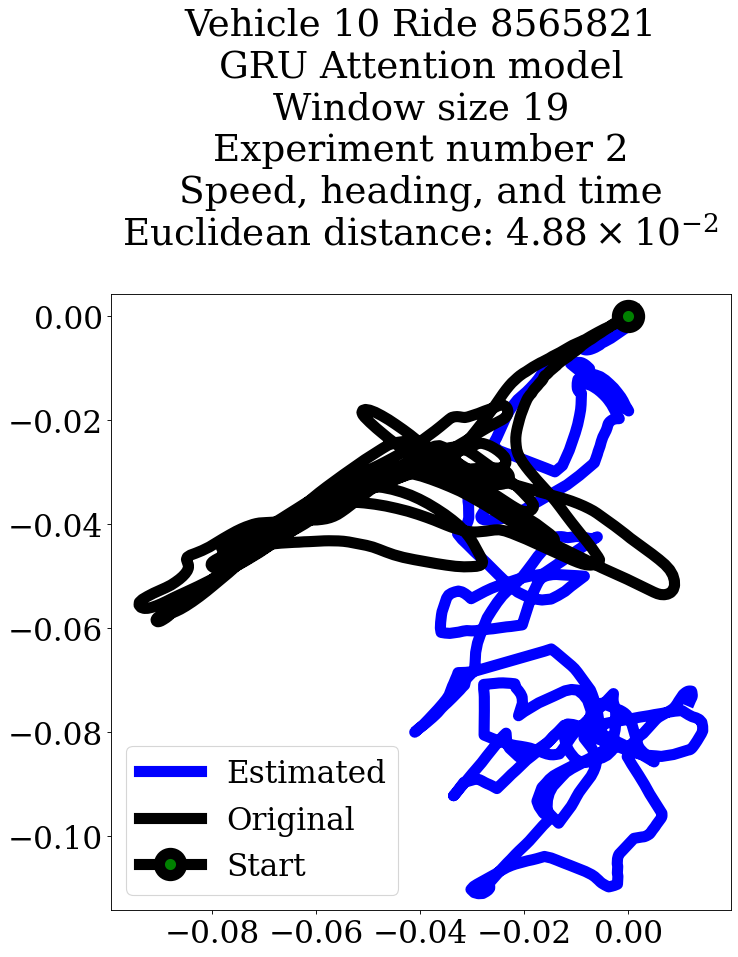 Vehicle 10 Ride 8565821
GRU Attention model
Window size 19
Experiment number 2
Speed, heading, and time
Euclidean distance: 4.88 × 10⁻²
0.00
−0.02
−0.04
−0.06
−0.08
−0.10
Estimated
Original
Start
−0.08 −0.06 −0.04 −0.02 0.00